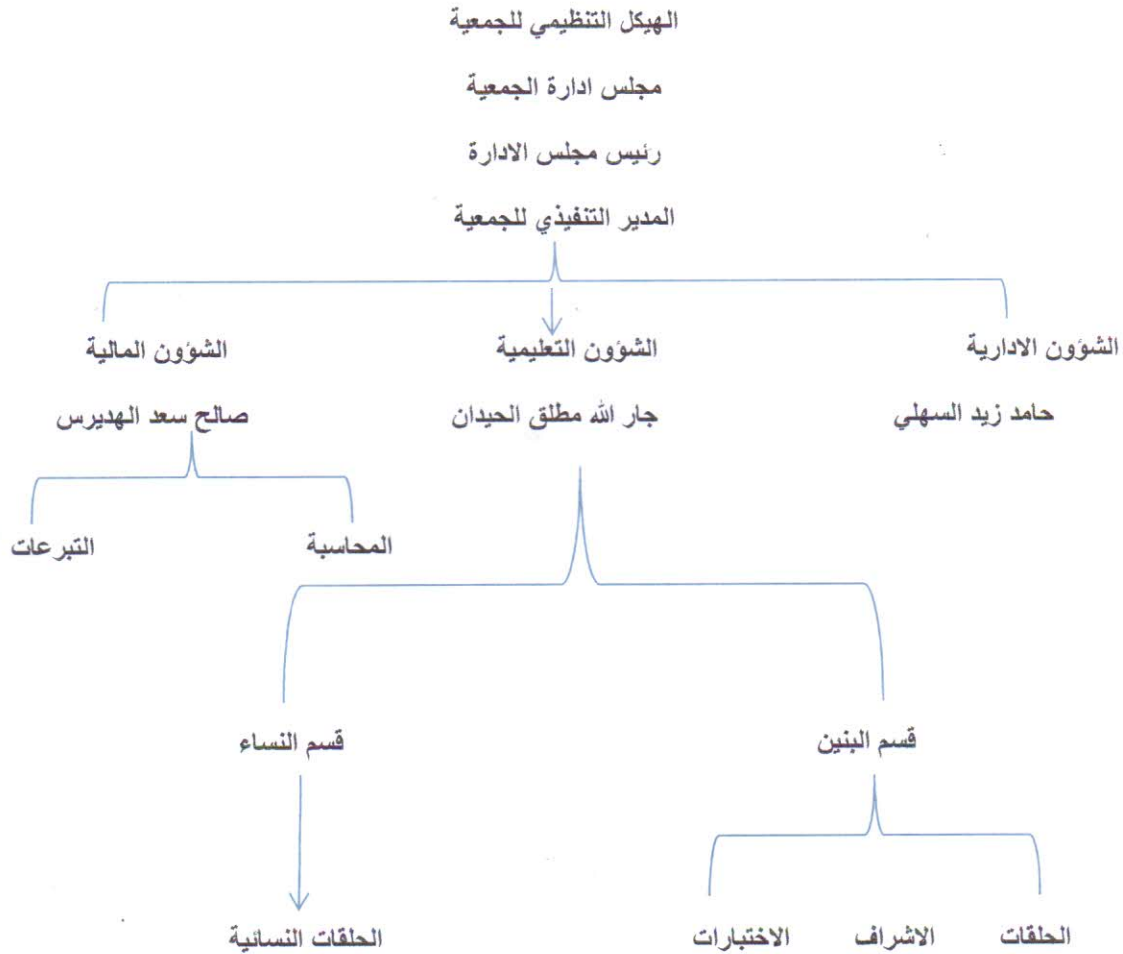 الهيكل التنظيمي للجمعية
مجلس ادارة الجمعية
رئيس مجلس الادارة
المدير التنفيذي للجمعية
الشؤون الادارية
الشؤون التعليمية
الشؤون المالية
حامد زيد السهلي
جار الله مطلق الحيدان
صالح سعد الهديرس
المحاسبة
التبرعات
قسم البنين
قسم النساء
الحلقات
الاشراف
الاختبارات
الحلقات النسائية